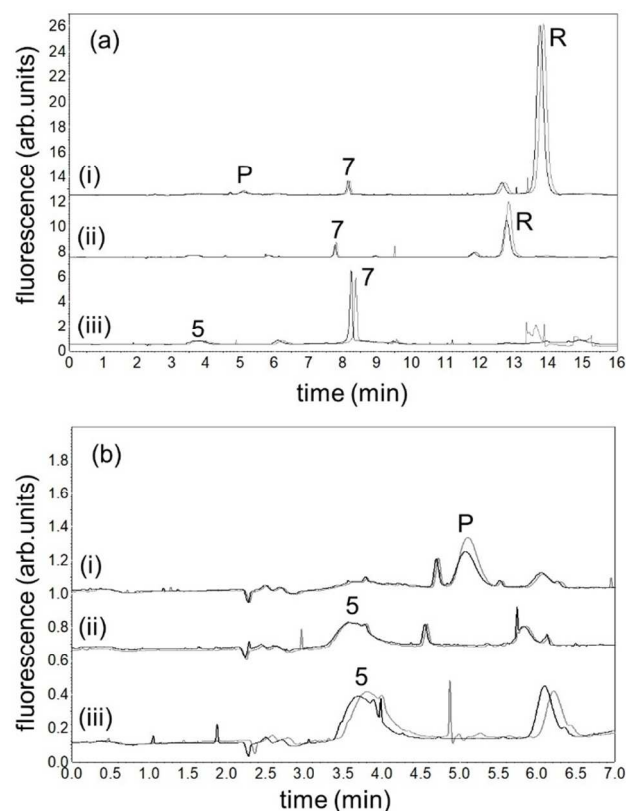 (a)
26
24
22
20
18
16
14
12
10
8
6
4
2
0
fluorescence (arb.units)
(i)
P
7
R
(ii)
7
R
(iii)
5
7
0 1 2 3 4 5 6 7 8 9 10 11 12 13 14 15 16
time (min)
(b)
1.8
1.6
1.4
1.2
1.0
0.8
0.6
0.4
0.2
0.0
fluorescence (arb.units)
(i)
P
(ii)
5
(iii)
5
0.0 0.5 1.0 1.5 2.0 2.5 3.0 3.5 4.0 4.5 5.0 5.5 6.0 6.5 7.0
time (min)